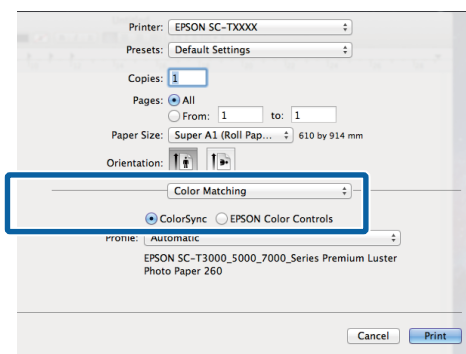 Printer: EPSON SC-TXXXX
Presets: Default Settings
Copies: 1
Pages: All
From: 1 to: 1
Paper Size: Super A1 (Roll Pap... 610 by 914 mm
Orientation:
Color Matching
ColorSync EPSON Color Controls
Profile: Automatic
EPSON SC-T3000_5000_7000_Series Premium Luster
Photo Paper 260
Cancel Print